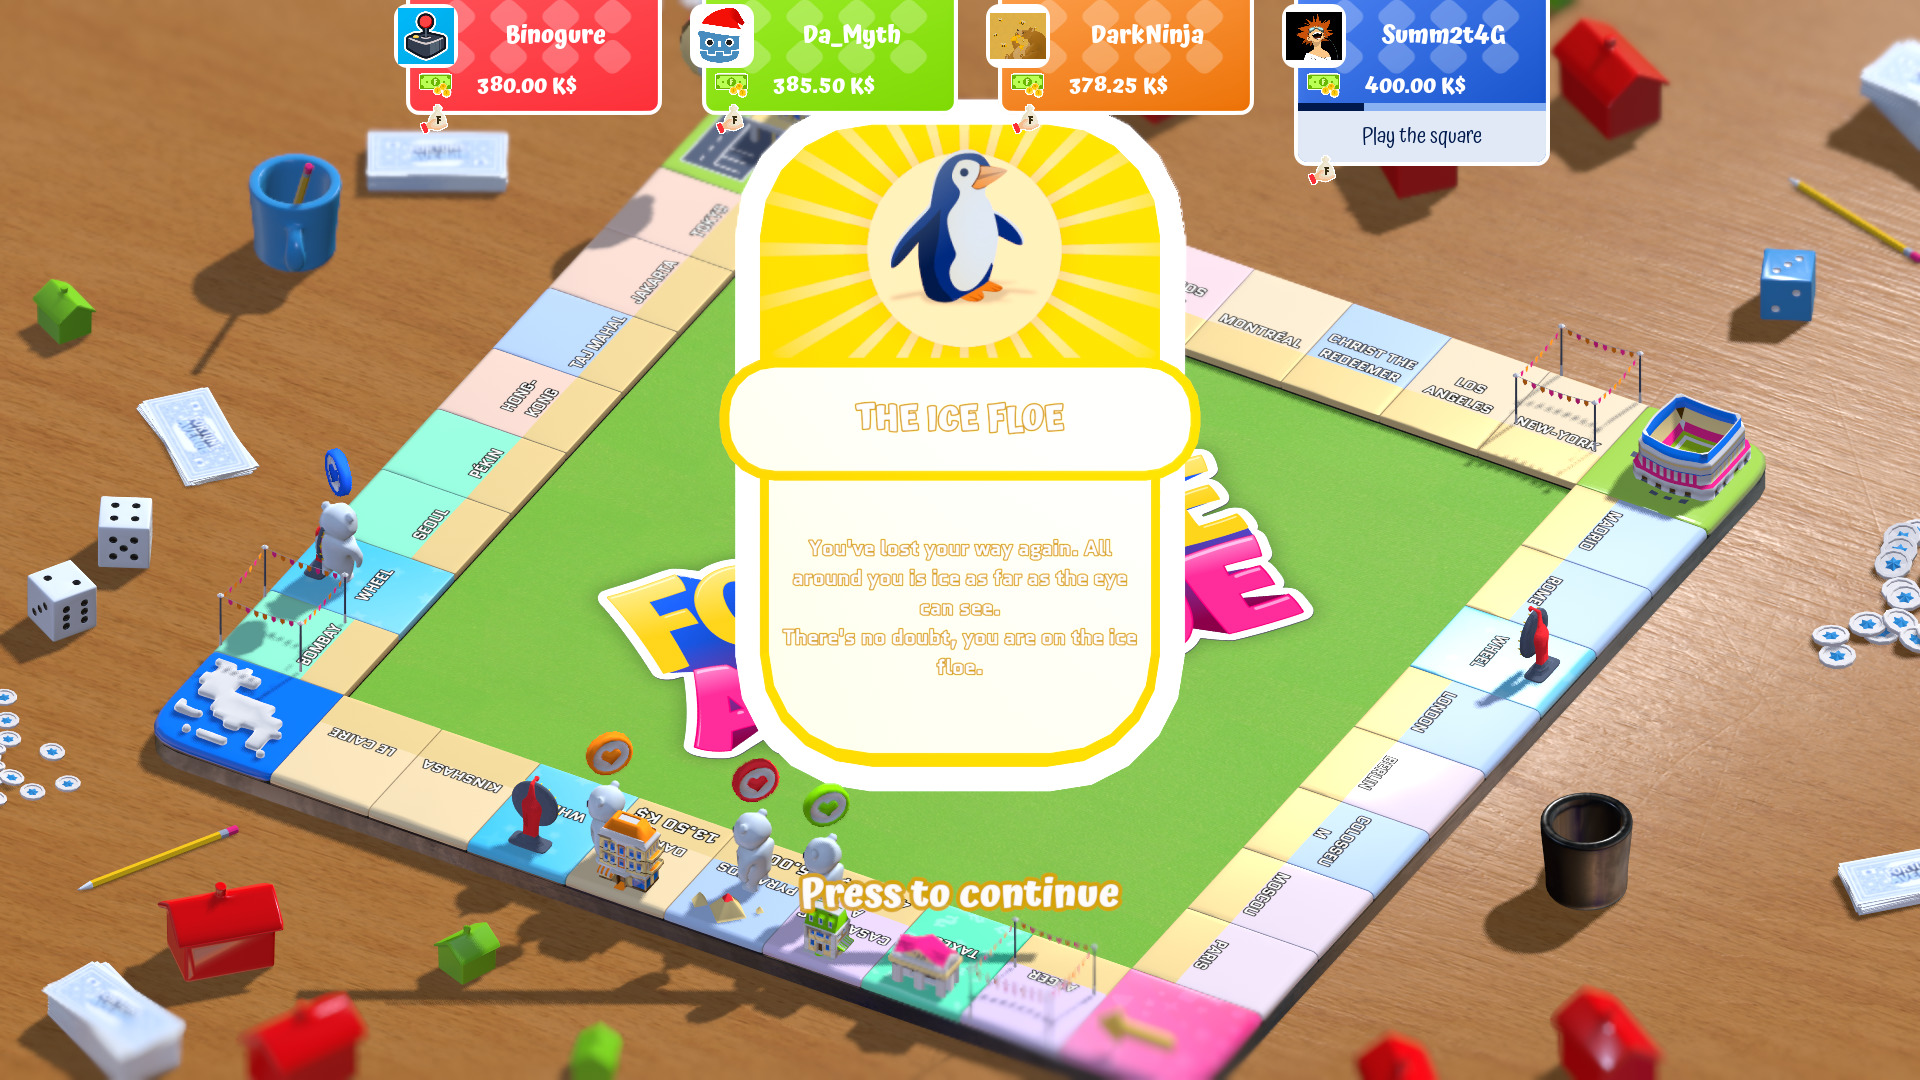 Binogure
380.00 K$
Da_Myth
385.50 K$
DarkNinja
378.25 K$
Summ2t4G
400.00 K$
Play the square
THE ICE FLOE
You've lost your way again. All
around you is ice as far as the eye
can see.
There's no doubt, you are on the ice
floe.
Press to continue
TOKYO
JAKARTA
TAJ MAHAL
HONG-
KONG
PÉKIN
SEOUL
WHEEL
BOMBAY
LE CAIRE
KINSHASA
13.50 K$
MONTRÉAL
CHRIST THE
REDEEMER
LOS
ANGELES
NEW-YORK
MADRID
ROME
WHEEL
LONDON
BERLIN
COLOSSEU
M
MOSCOU
PARIS